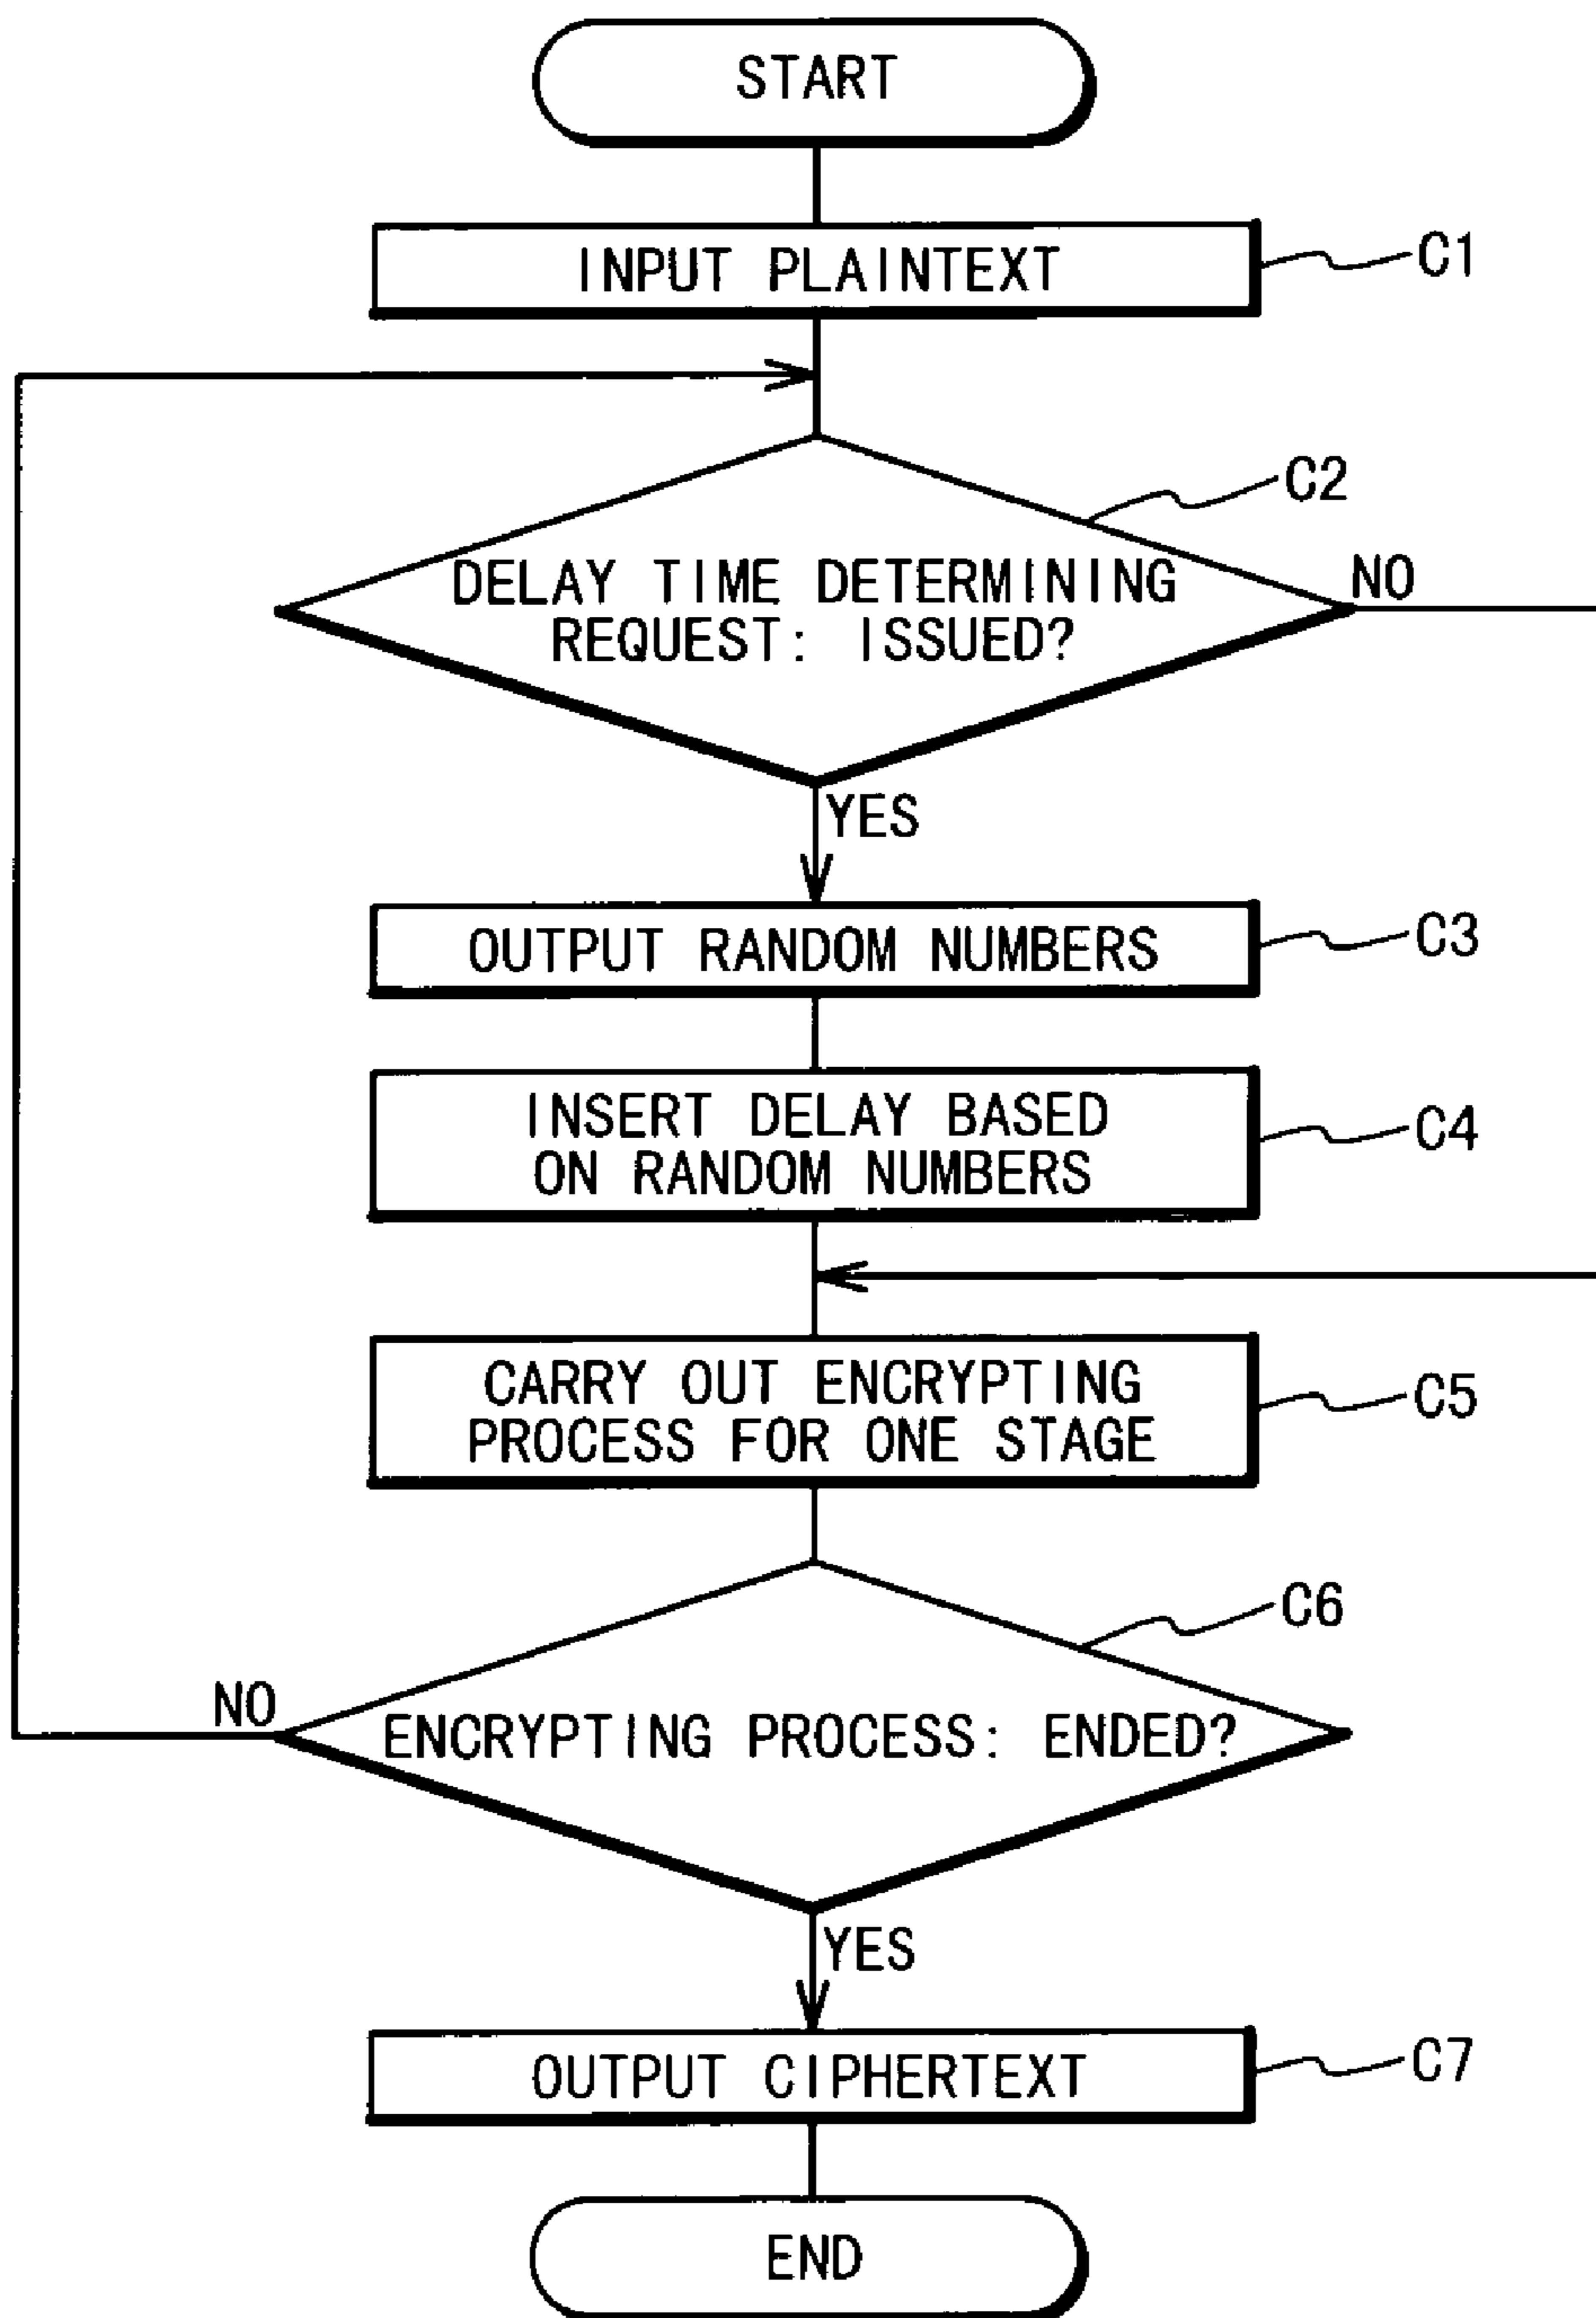 START
INPUT PLAINTEXT
C1
C2
DELAY TIME DETERMINING
REQUEST: ISSUED?
NO
YES
OUTPUT RANDOM NUMBERS
C3
INSERT DELAY BASED
ON RANDOM NUMBERS
C4
CARRY OUT ENCRYPTING
PROCESS FOR ONE STAGE
C5
C6
NO
ENCRYPTING PROCESS: ENDED?
YES
OUTPUT CIPHERTEXT
C7
END